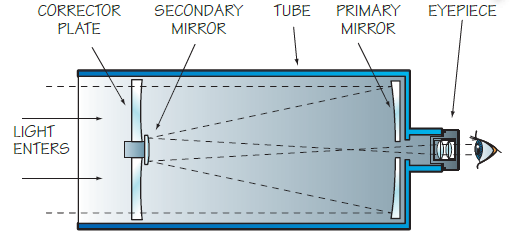 CORRECTOR
PLATE
SECONDARY
MIRROR
TUBE
PRIMARY
MIRROR
EYEPIECE
LIGHT
ENTERS